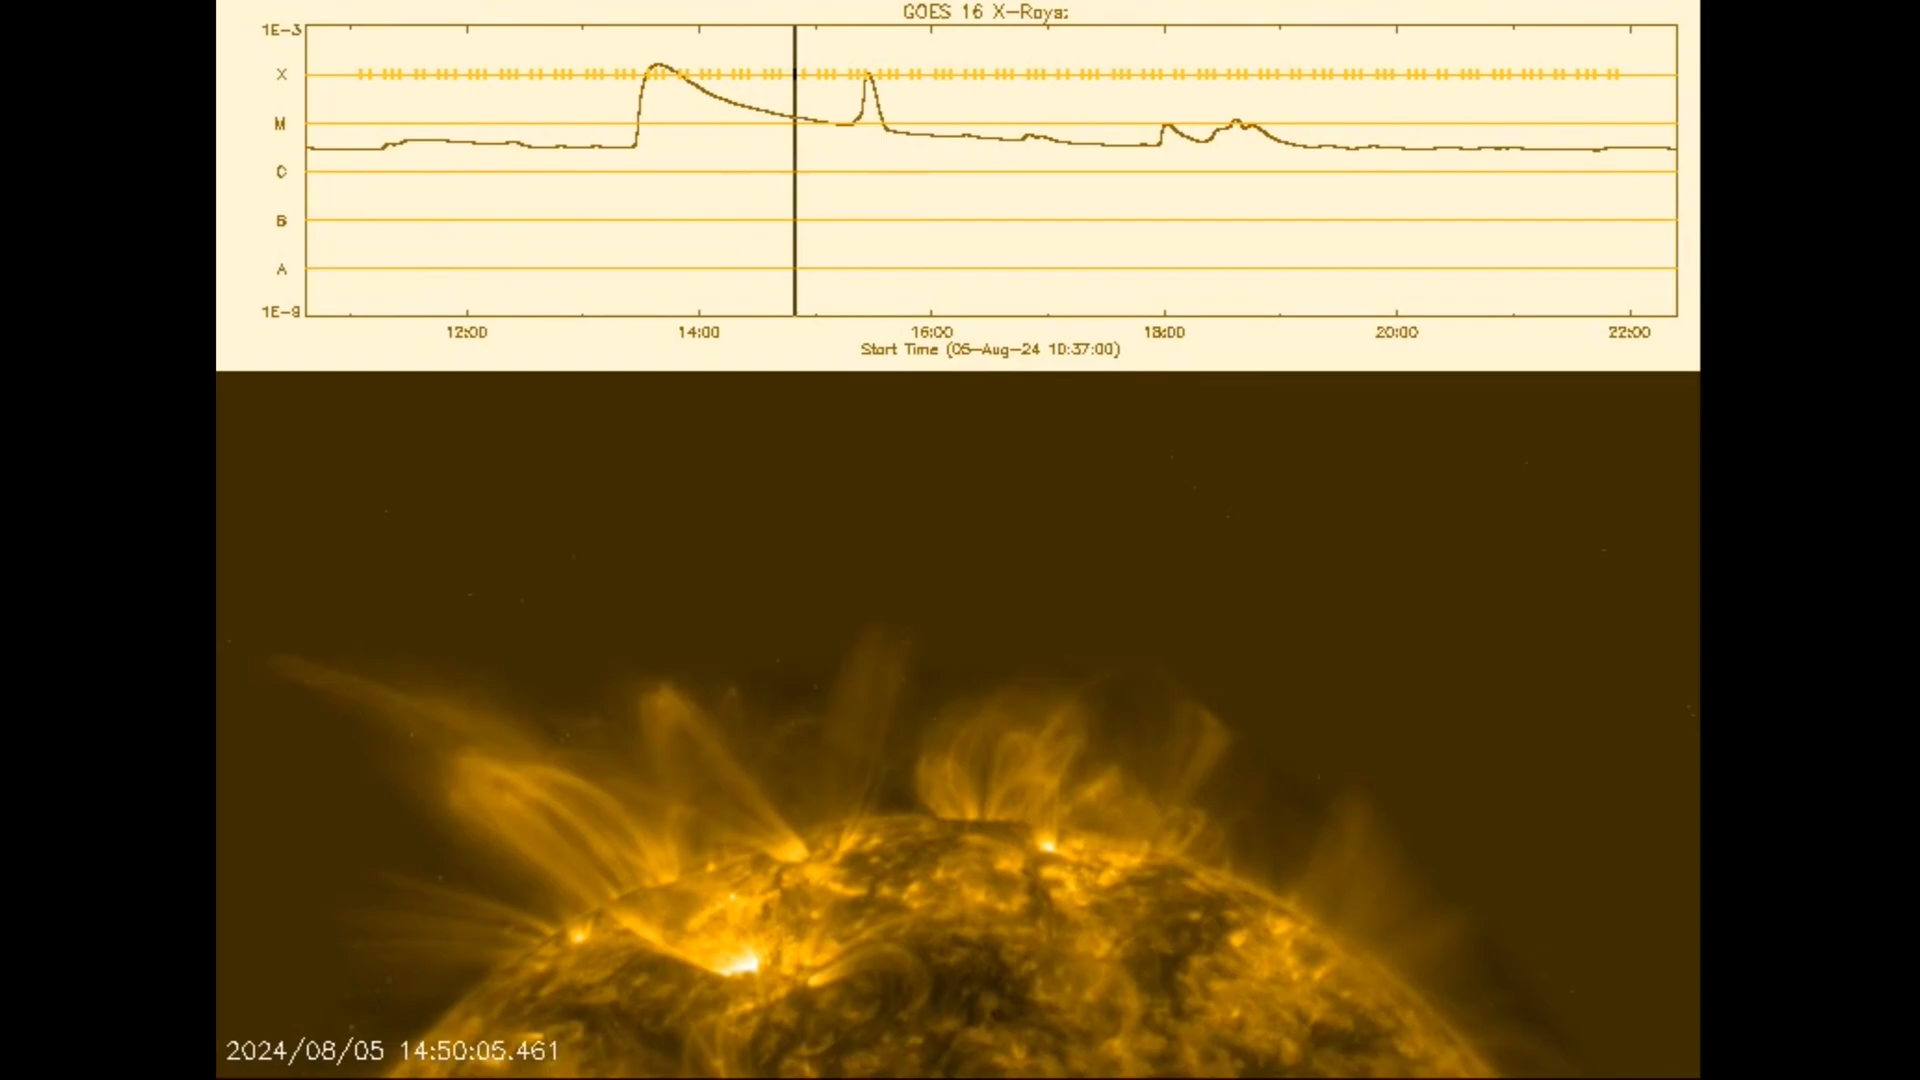 GOES 16 X-Rays:
1E-3
X
M
C
B
A
1E-9
12:00 14:00 16:00 18:00 20:00 22:00
Start Time (05-Aug-24 10:37:00)
2024/08/05 14:50:05.461